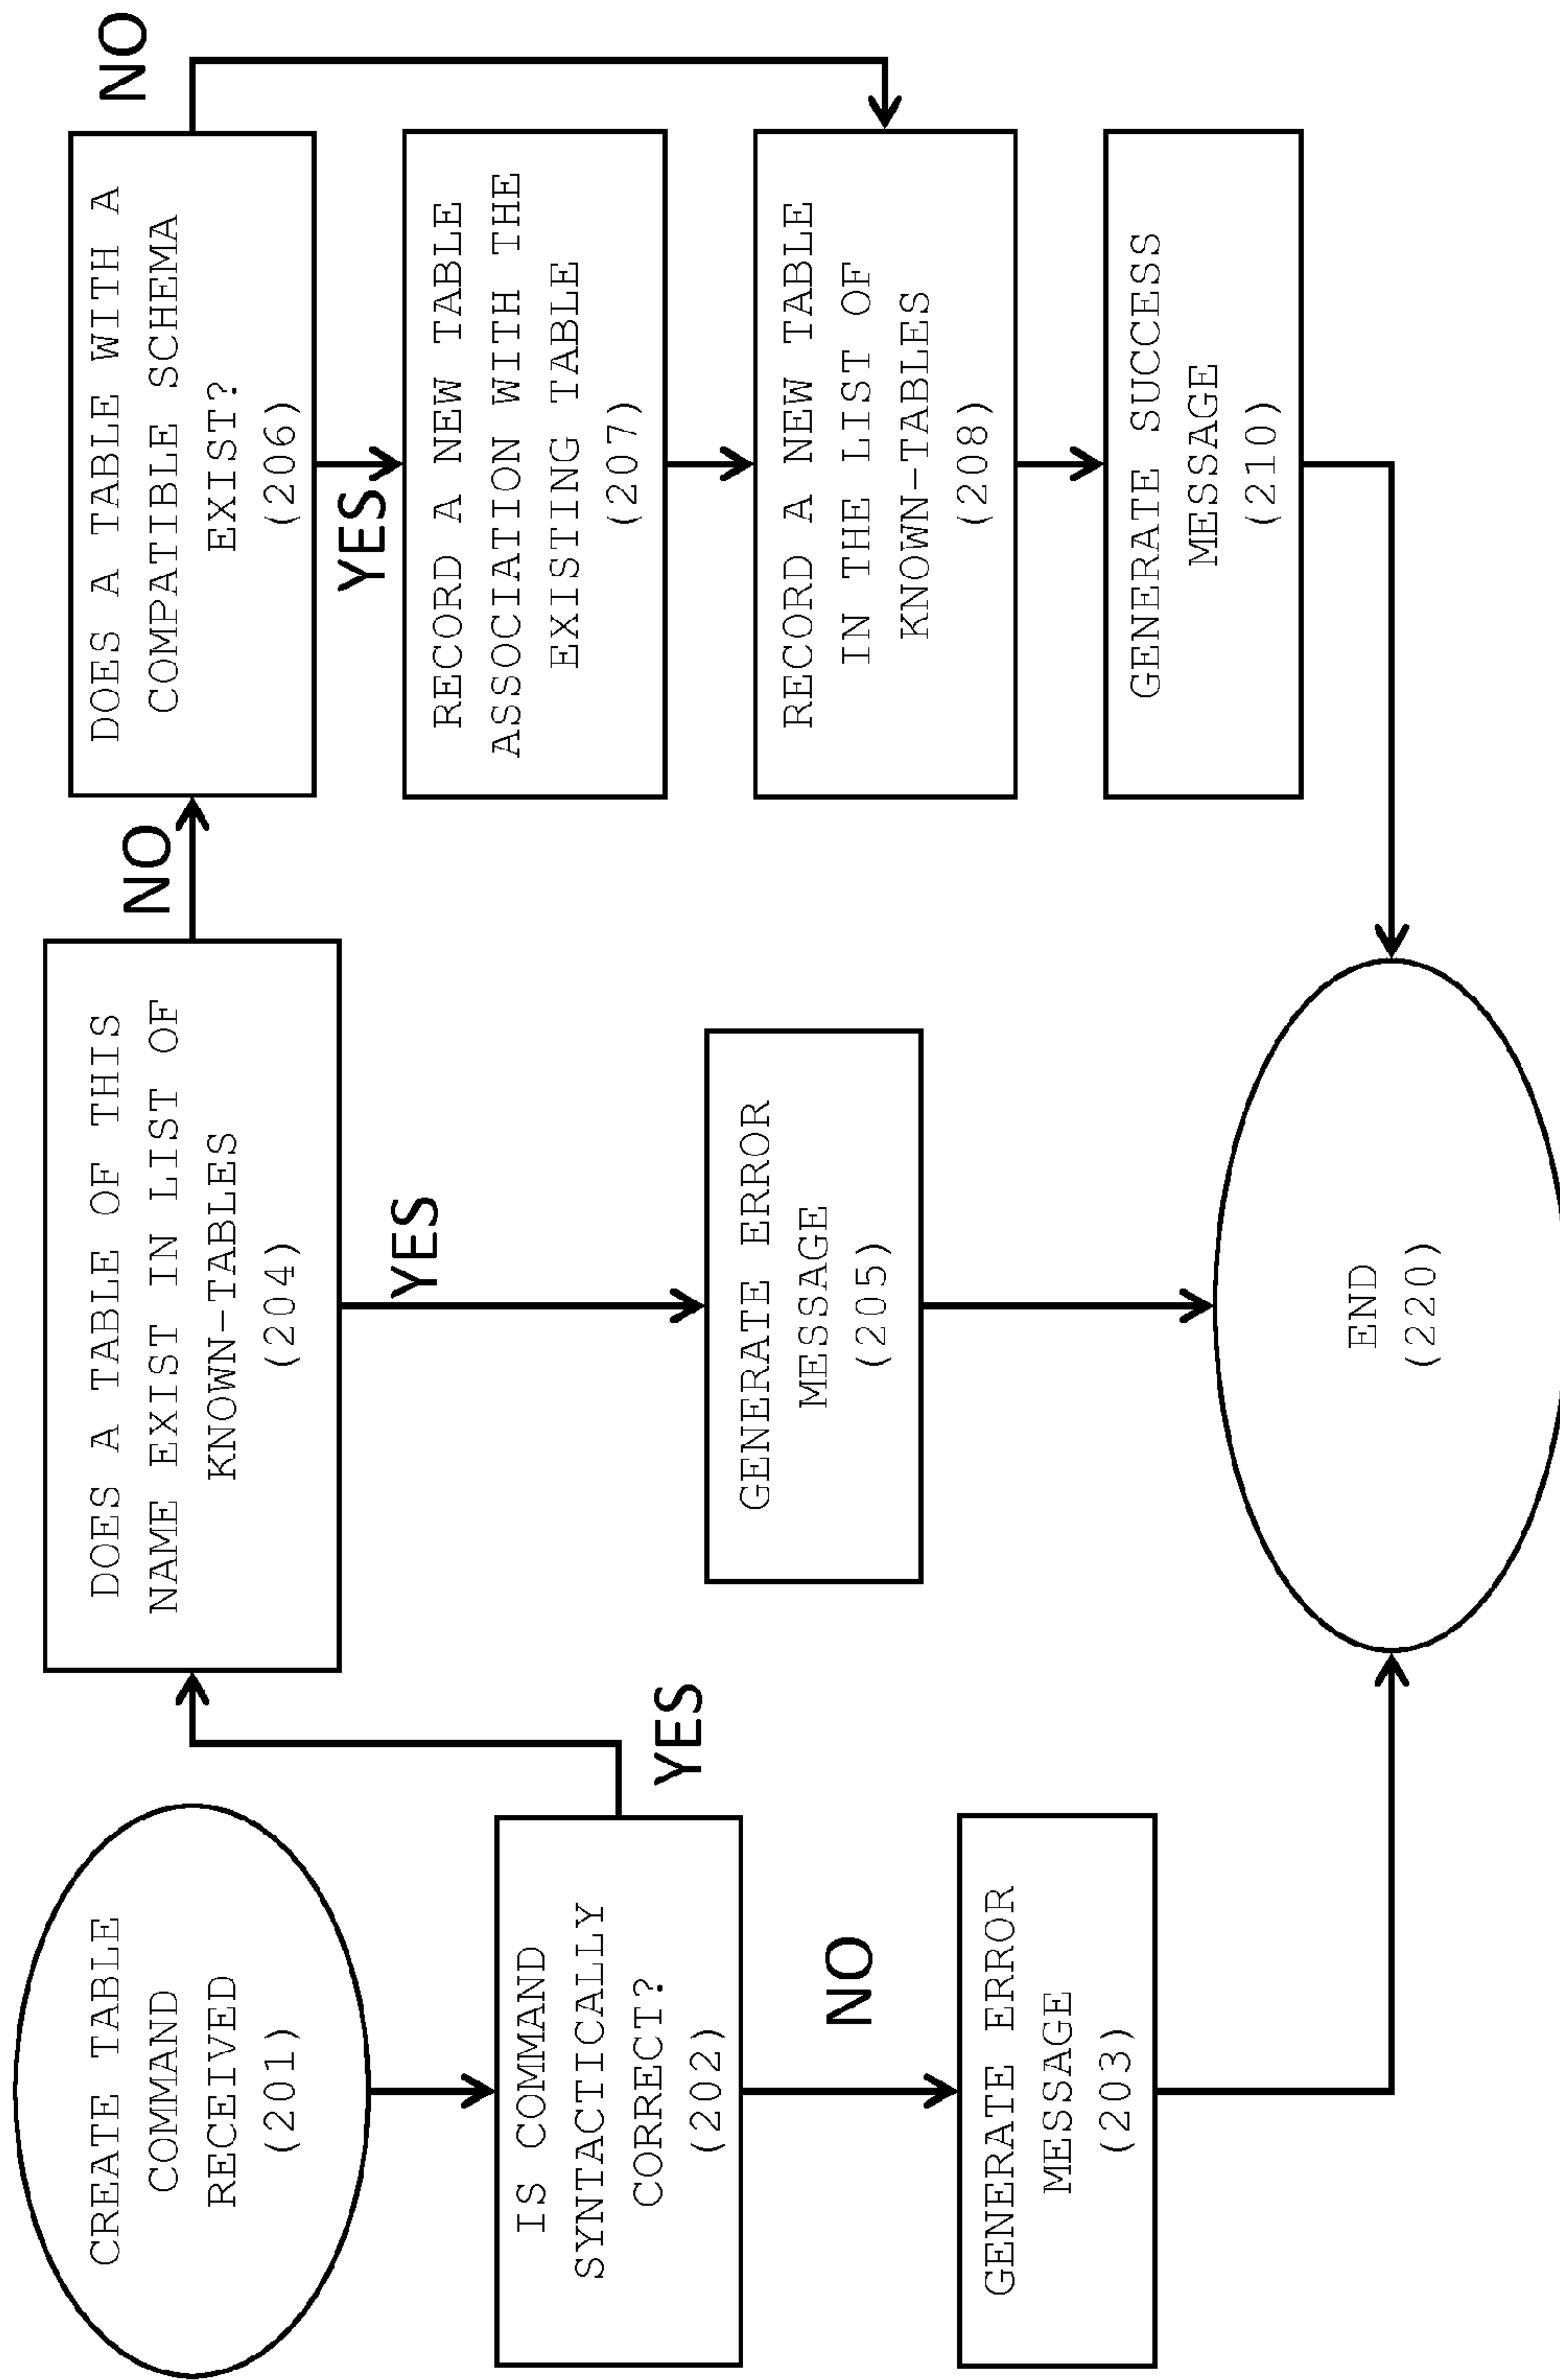 CREATE TABLE
COMMAND
RECEIVED
(201)
IS COMMAND
SYNTACTICALLY
CORRECT?
(202)
YES
NO
GENERATE ERROR
MESSAGE
(203)
DOES A TABLE OF THIS
NAME EXIST IN LIST OF
KNOWN-TABLES
(204)
NO
YES
GENERATE ERROR
MESSAGE
(205)
DOES A TABLE WITH A
COMPATIBLE SCHEMA
EXIST?
(206)
NO
YES
RECORD A NEW TABLE
ASSOCIATION WITH THE
EXISTING TABLE
(207)
RECORD A NEW TABLE
IN THE LIST OF
KNOWN-TABLES
(208)
GENERATE SUCCESS
MESSAGE
(210)
END
(220)